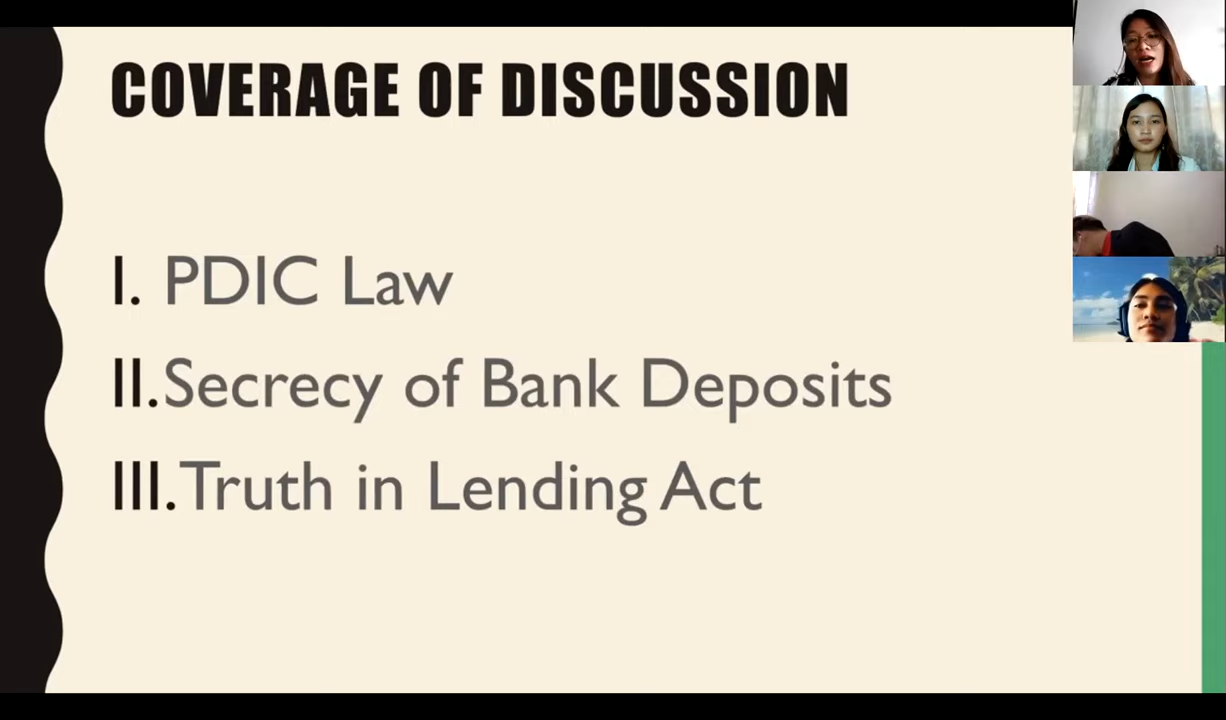 COVERAGE OF DISCUSSION
I. PDIC Law
II.Secrecy of Bank Deposits
III.Truth in Lending Act